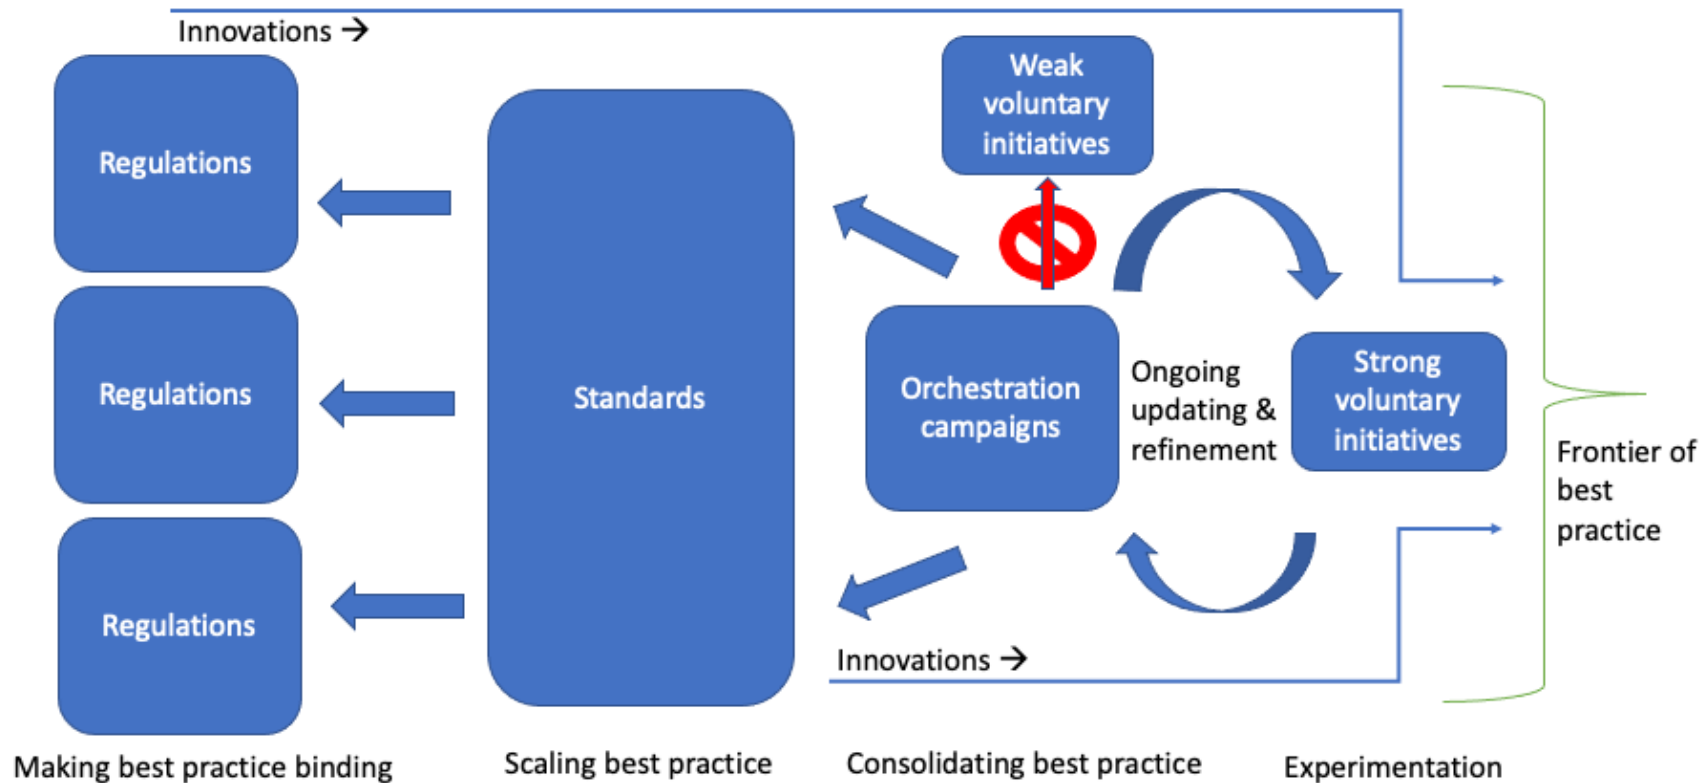 Innovations →
Weak
voluntary
initiatives
Regulations
Regulations
Regulations
Standards
Orchestration
campaigns
Ongoing
updating &
refinement
Strong
voluntary
initiatives
Frontier of
best
practice
Innovations →
Making best practice binding
Scaling best practice
Consolidating best practice
Experimentation